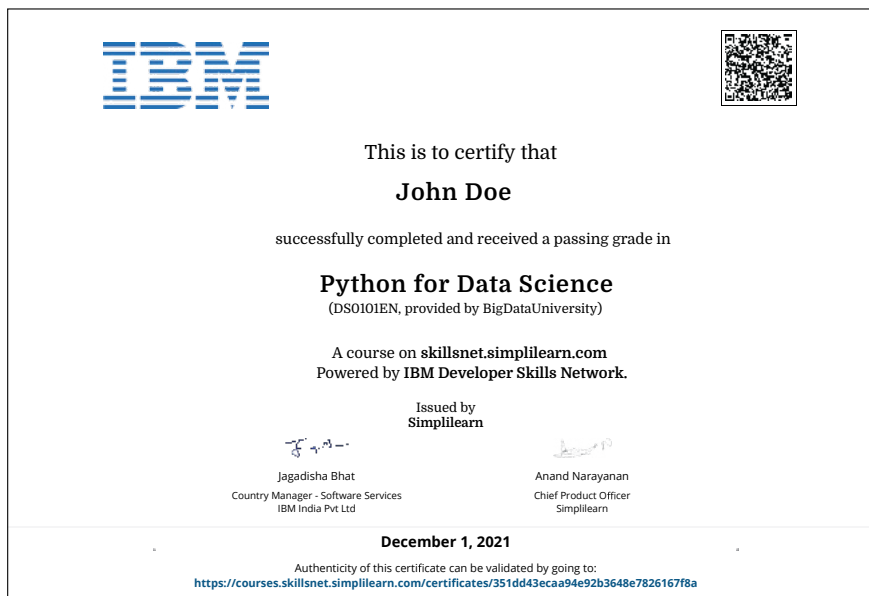 IBM
This is to certify that
John Doe
successfully completed and received a passing grade in
Python for Data Science
(DS0101EN, provided by BigDataUniversity)
A course on skillsnet.simplilearn.com
Powered by IBM Developer Skills Network.
Issued by
Simplilearn
Jagadisha Bhat
Country Manager - Software Services
IBM India Pvt Ltd
Anand Narayanan
Chief Product Officer
Simplilearn
December 1, 2021
Authenticity of this certificate can be validated by going to:
https://courses.skillsnet.simplilearn.com/certificates/351dd43ecaa94e92b3648e7826167f8a